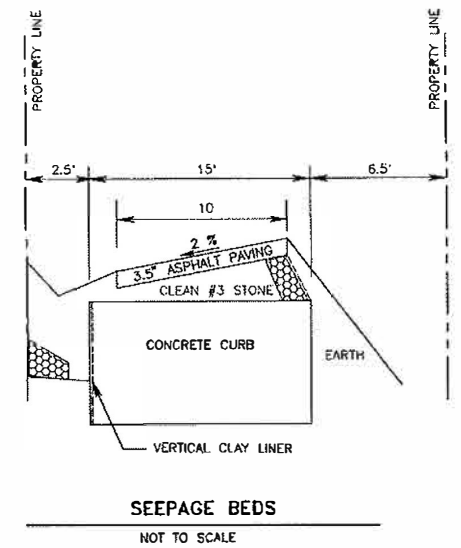 PROPERTY LINE
PROPERTY LINE
2.5'
15'
6.5'
10
2 %
3.5" ASPHALT PAVING
CLEAN #3 STONE
CONCRETE CURB
EARTH
VERTICAL CLAY LINER
SEEPAGE BEDS
NOT TO SCALE